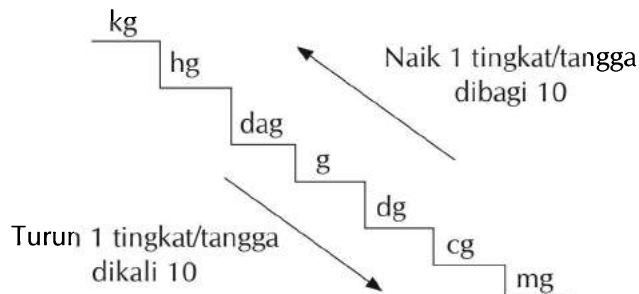 kg
hg
Naik 1 tingkat/tangga
dibagi 10
dag
g
dg
Turun 1 tingkat/tangga
dikali 10
cg
mg